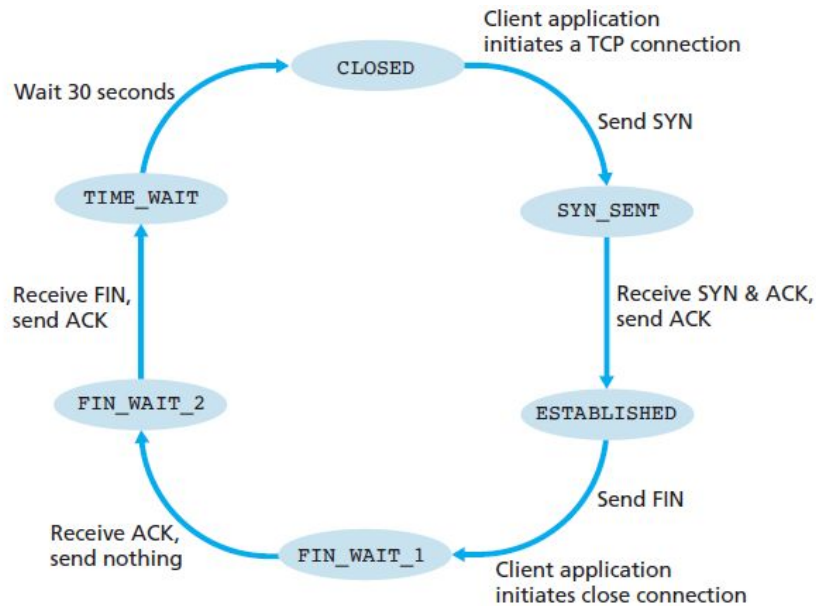 Client application
initiates a TCP connection
CLOSED
Wait 30 seconds
Send SYN
TIME_WAIT
SYN_SENT
Receive FIN,
send ACK
Receive SYN & ACK,
send ACK
FIN_WAIT_2
ESTABLISHED
Send FIN
Receive ACK,
send nothing
FIN_WAIT_1
Client application
initiates close connection